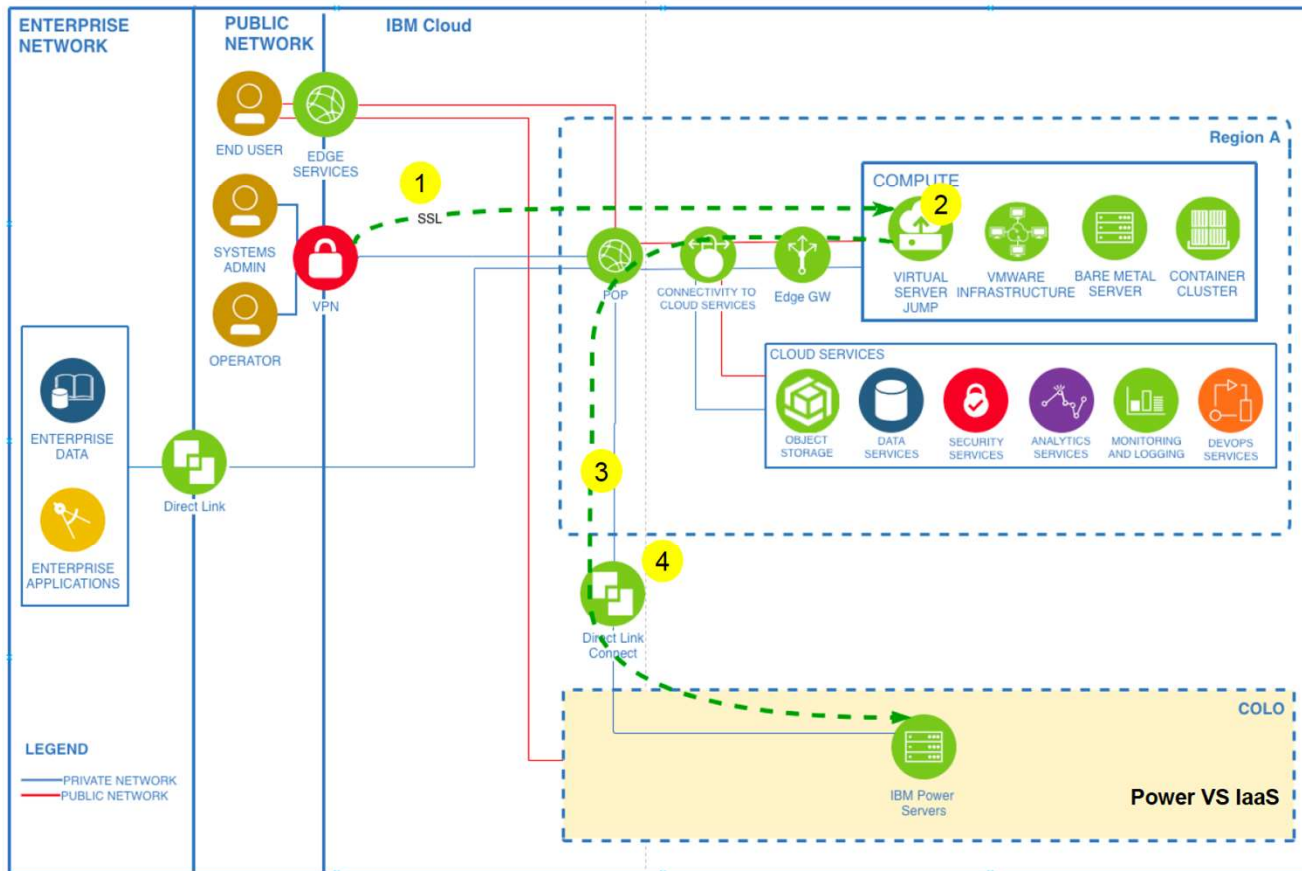 ENTERPRISE
NETWORK
PUBLIC
NETWORK
IBM Cloud
END USER
EDGE
SERVICES
SYSTEMS
ADMIN
VPN
OPERATOR
1
SSL
Region A
COMPUTE
2
VIRTUAL
SERVER
JUMP
VMWARE
INFRASTRUCTURE
BARE METAL
SERVER
CONTAINER
CLUSTER
POP
CONNECTIVITY TO
CLOUD SERVICES
Edge GW
CLOUD SERVICES
OBJECT
STORAGE
DATA
SERVICES
SECURITY
SERVICES
ANALYTICS
SERVICES
MONITORING
AND LOGGING
DEVOPS
SERVICES
ENTERPRISE
DATA
ENTERPRISE
APPLICATIONS
Direct Link
3
4
Direct Link
Connect
COLO
IBM Power
Servers
Power VS IaaS
LEGEND
PRIVATE NETWORK
PUBLIC NETWORK